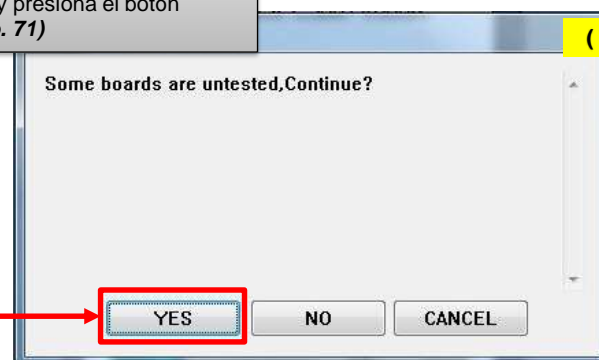 y presiona el botón
. 71)
(
Some boards are untested,Continue?
YES
NO
CANCEL